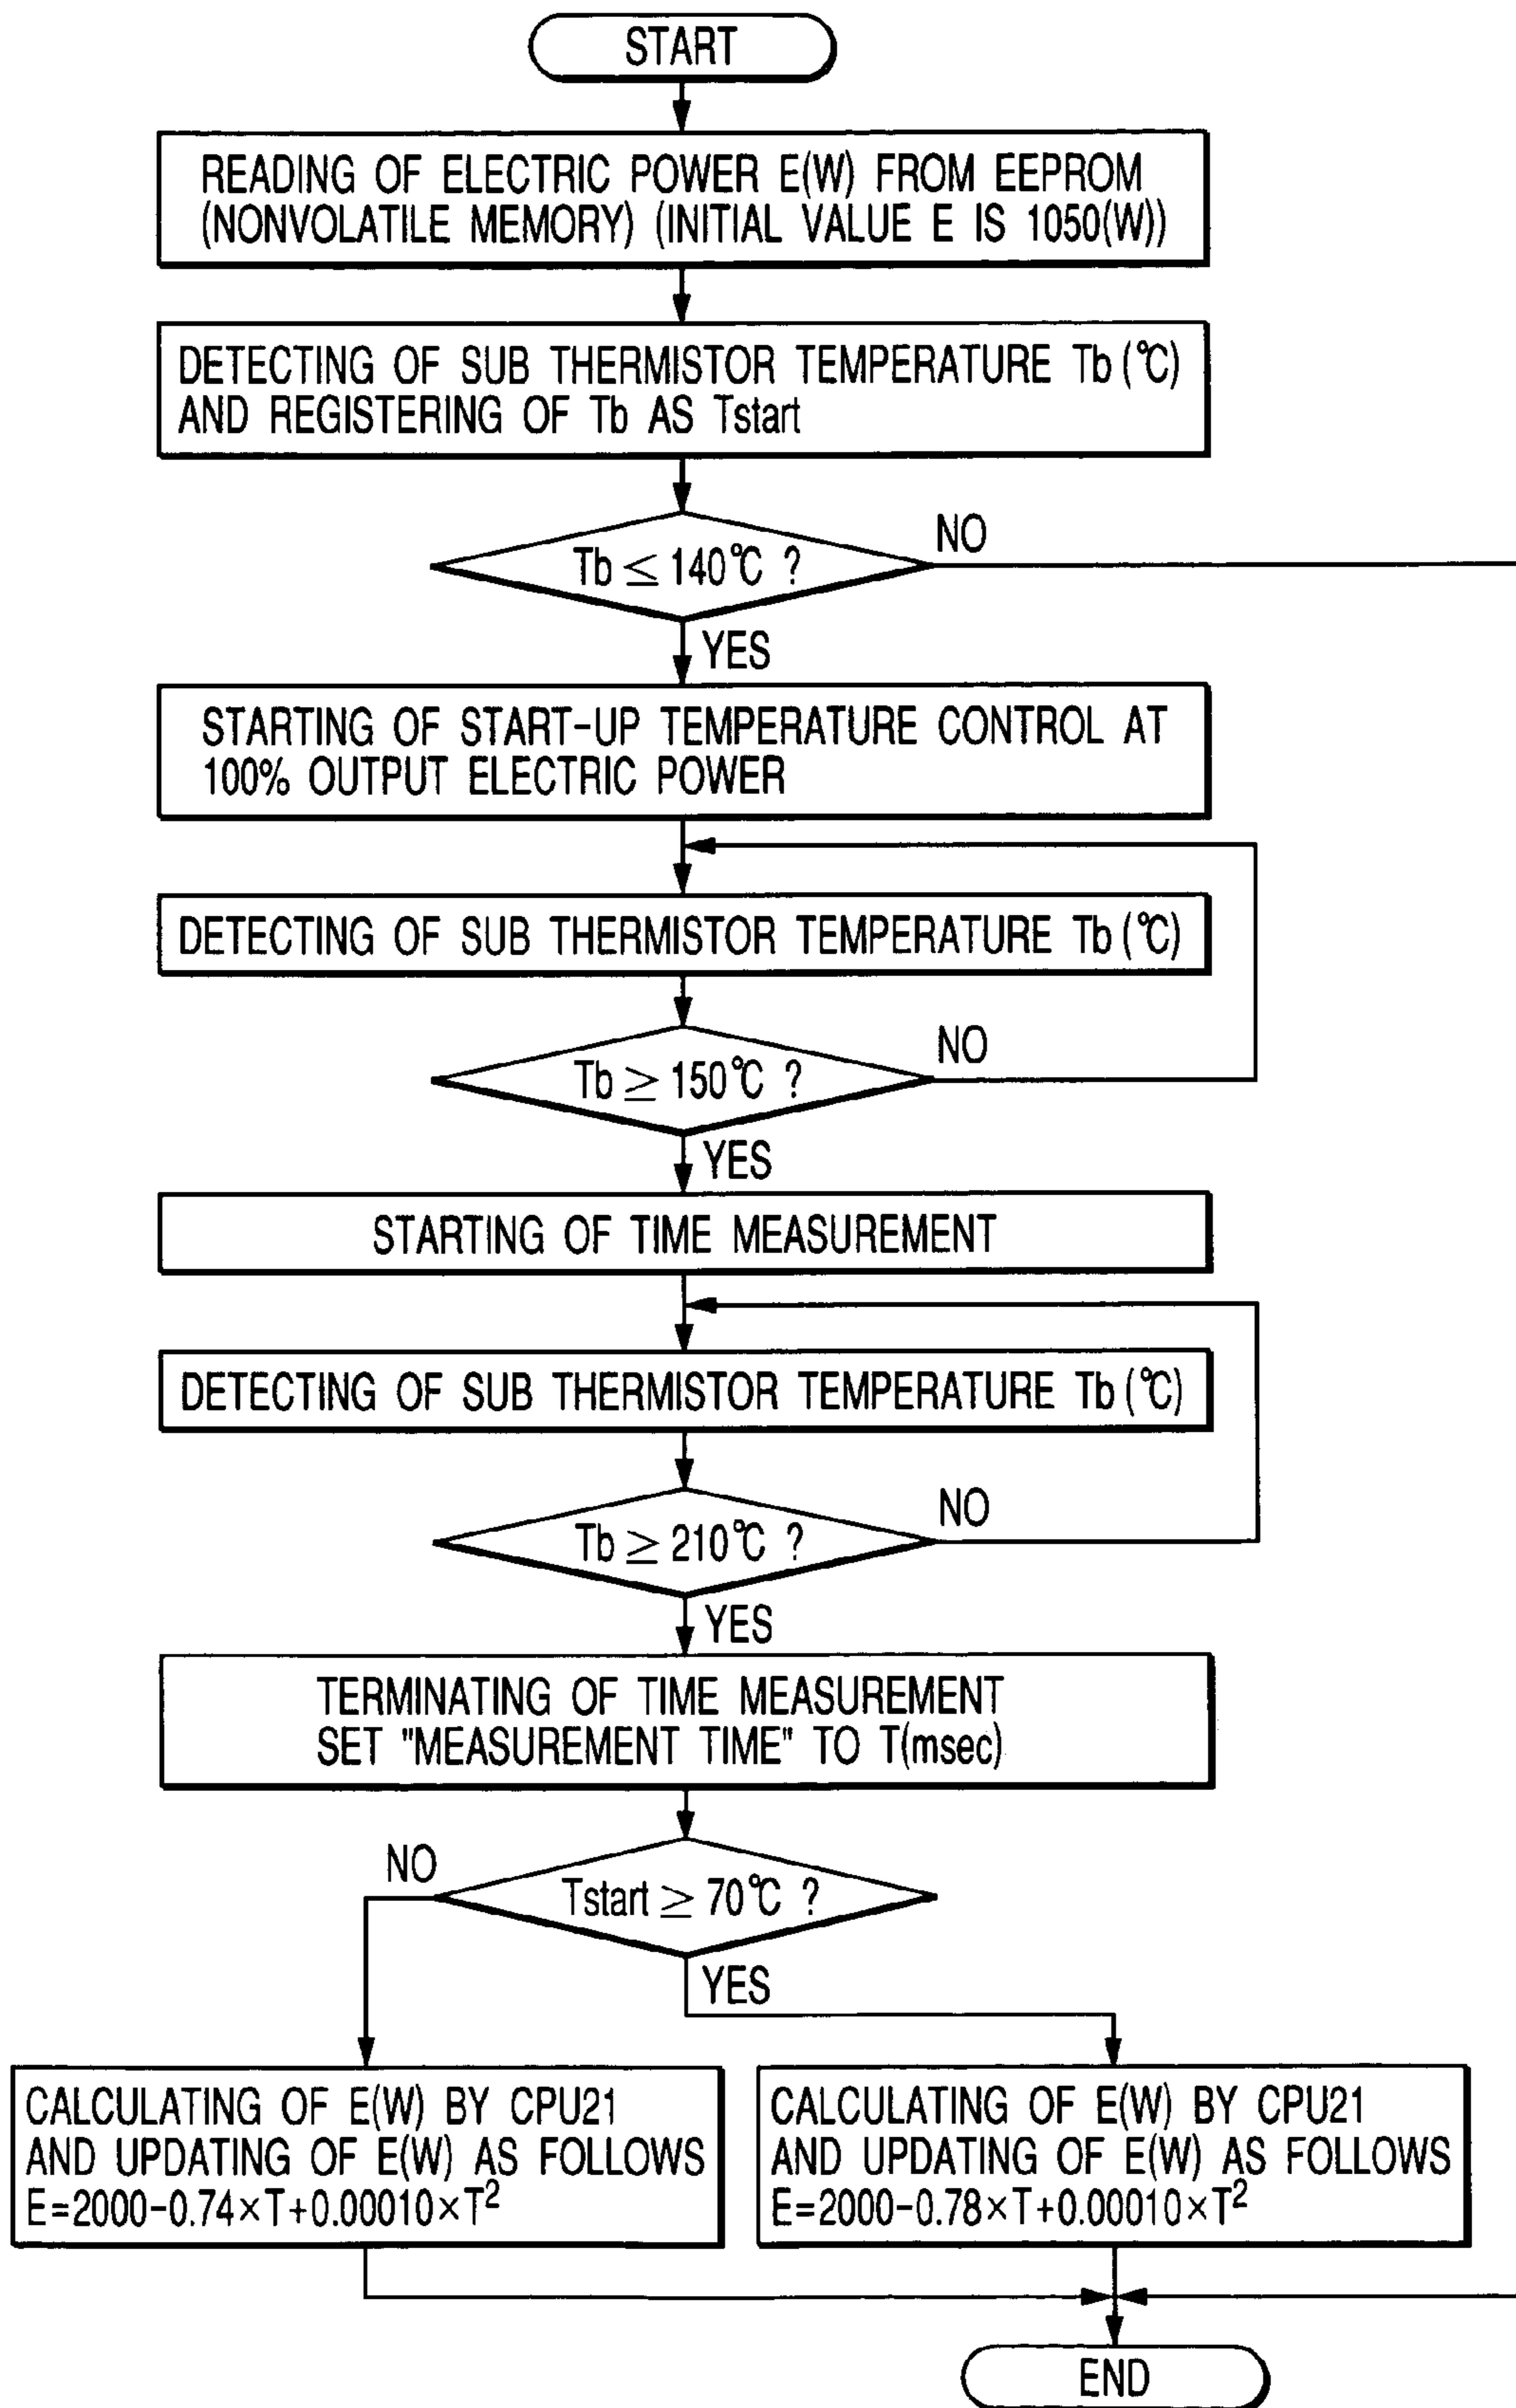 START
READING OF ELECTRIC POWER E(W) FROM EEPROM
(NONVOLATILE MEMORY) (INITIAL VALUE E IS 1050(W))
DETECTING OF SUB THERMISTOR TEMPERATURE Tb (℃)
AND REGISTERING OF Tb AS Tstart
Tb ≤ 140℃ ?
NO
YES
STARTING OF START-UP TEMPERATURE CONTROL AT
100% OUTPUT ELECTRIC POWER
DETECTING OF SUB THERMISTOR TEMPERATURE Tb (℃)
Tb ≥ 150℃ ?
NO
YES
STARTING OF TIME MEASUREMENT
DETECTING OF SUB THERMISTOR TEMPERATURE Tb (℃)
Tb ≥ 210℃ ?
NO
YES
TERMINATING OF TIME MEASUREMENT
SET "MEASUREMENT TIME" TO T(msec)
NO
Tstart ≥ 70℃ ?
YES
CALCULATING OF E(W) BY CPU21
AND UPDATING OF E(W) AS FOLLOWS
E=2000-0.74×T+0.00010×T²
CALCULATING OF E(W) BY CPU21
AND UPDATING OF E(W) AS FOLLOWS
E=2000-0.78×T+0.00010×T²
END